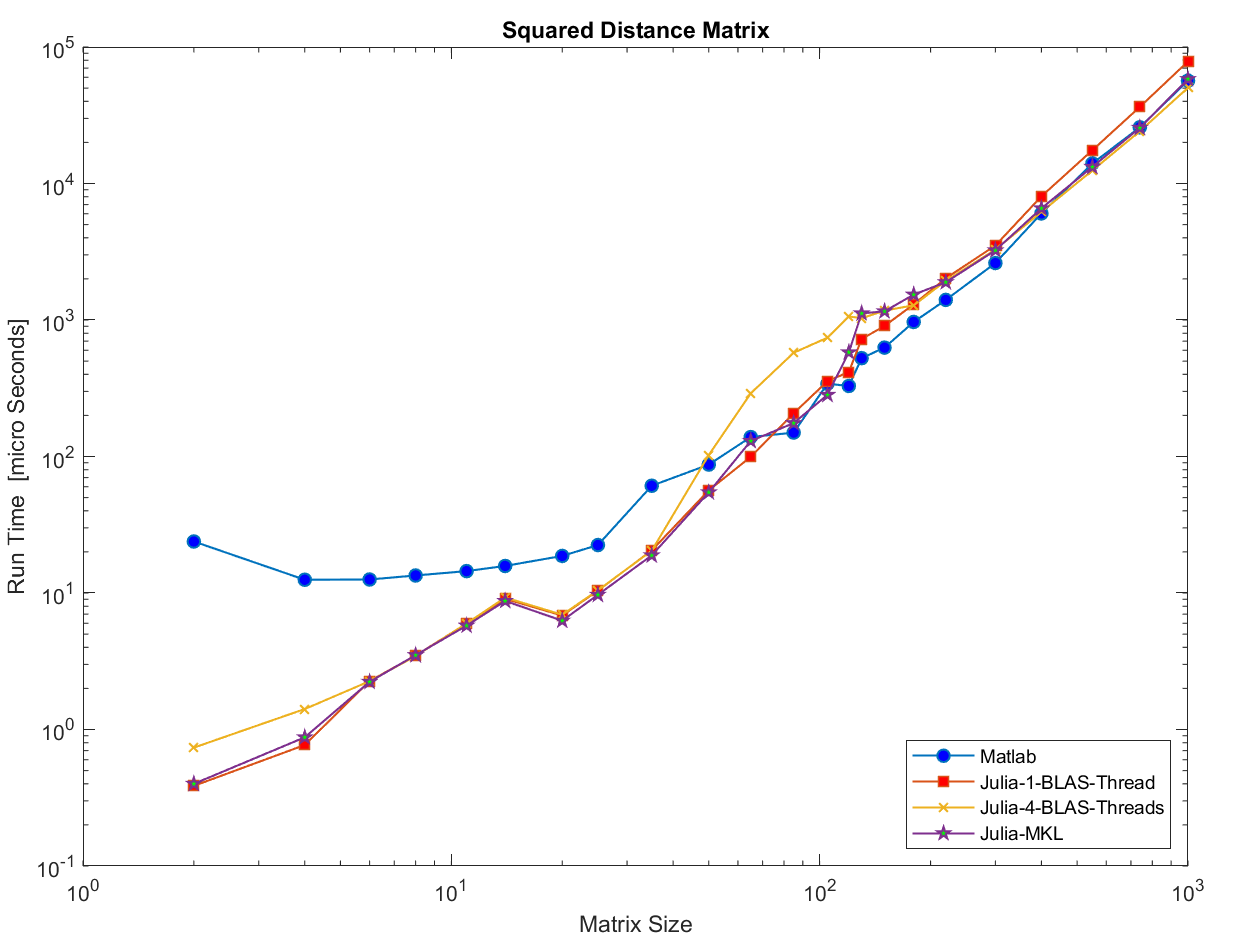 Squared Distance Matrix
10^5
10^4
10^3
10^2
10^1
10^0
10^-1
Run Time [micro Seconds]
Matlab
Julia-1-BLAS-Thread
Julia-4-BLAS-Threads
Julia-MKL
10^0 10^1 10^2 10^3
Matrix Size